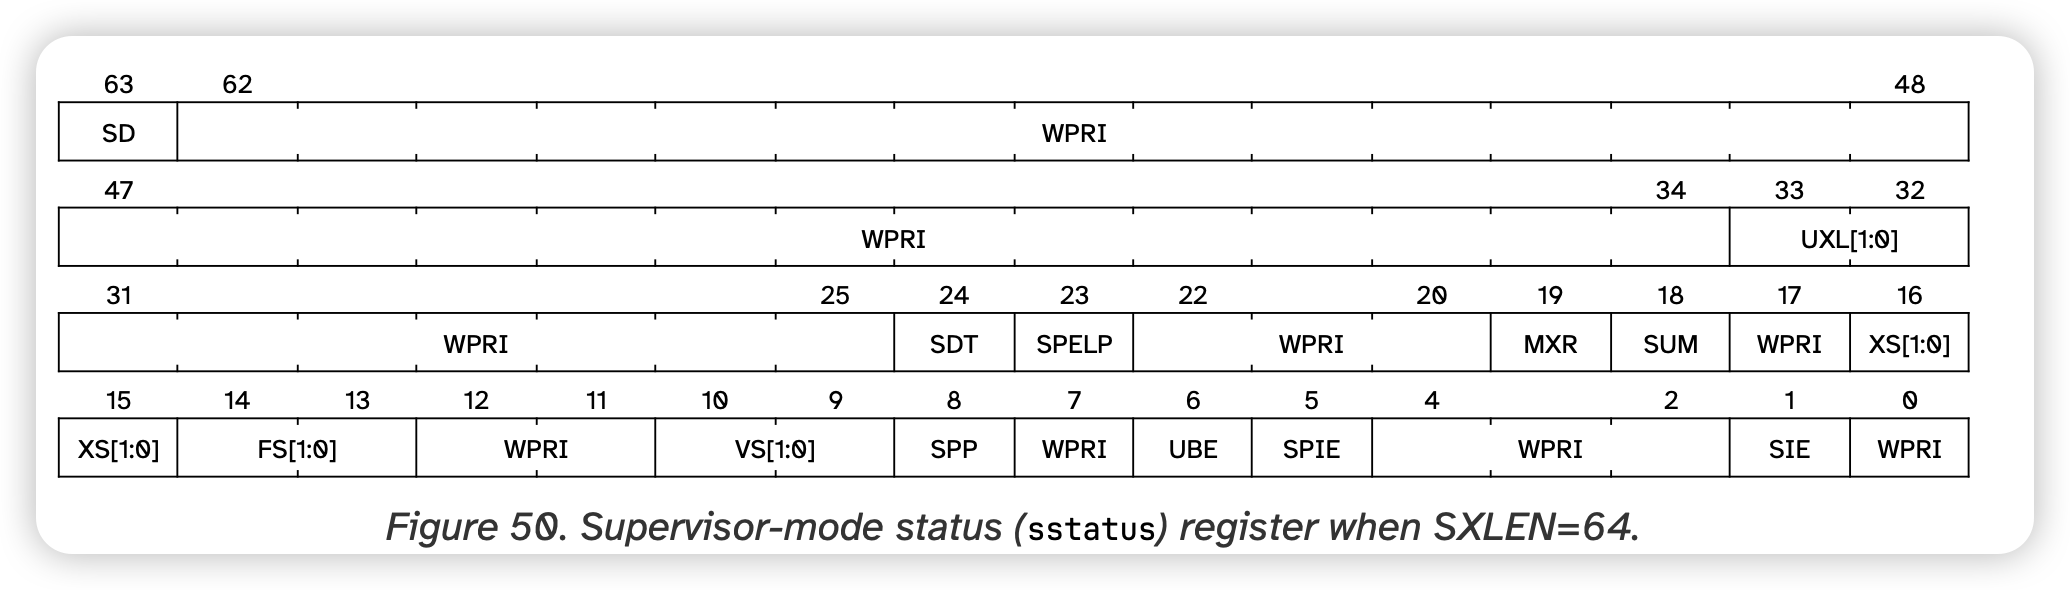 63 62 48
SD WPRI
47 34 33 32
WPRI UXL[1:0]
31 25 24 23 22 20 19 18 17 16
WPRI SDT SPELP WPRI MXR SUM WPRI XS[1:0]
15 14 13 12 11 10 9 8 7 6 5 4 2 1 0
XS[1:0] FS[1:0] WPRI VS[1:0] SPP WPRI UBE SPIE WPRI SIE WPRI
Figure 50. Supervisor-mode status (sstatus) register when SXLEN=64.